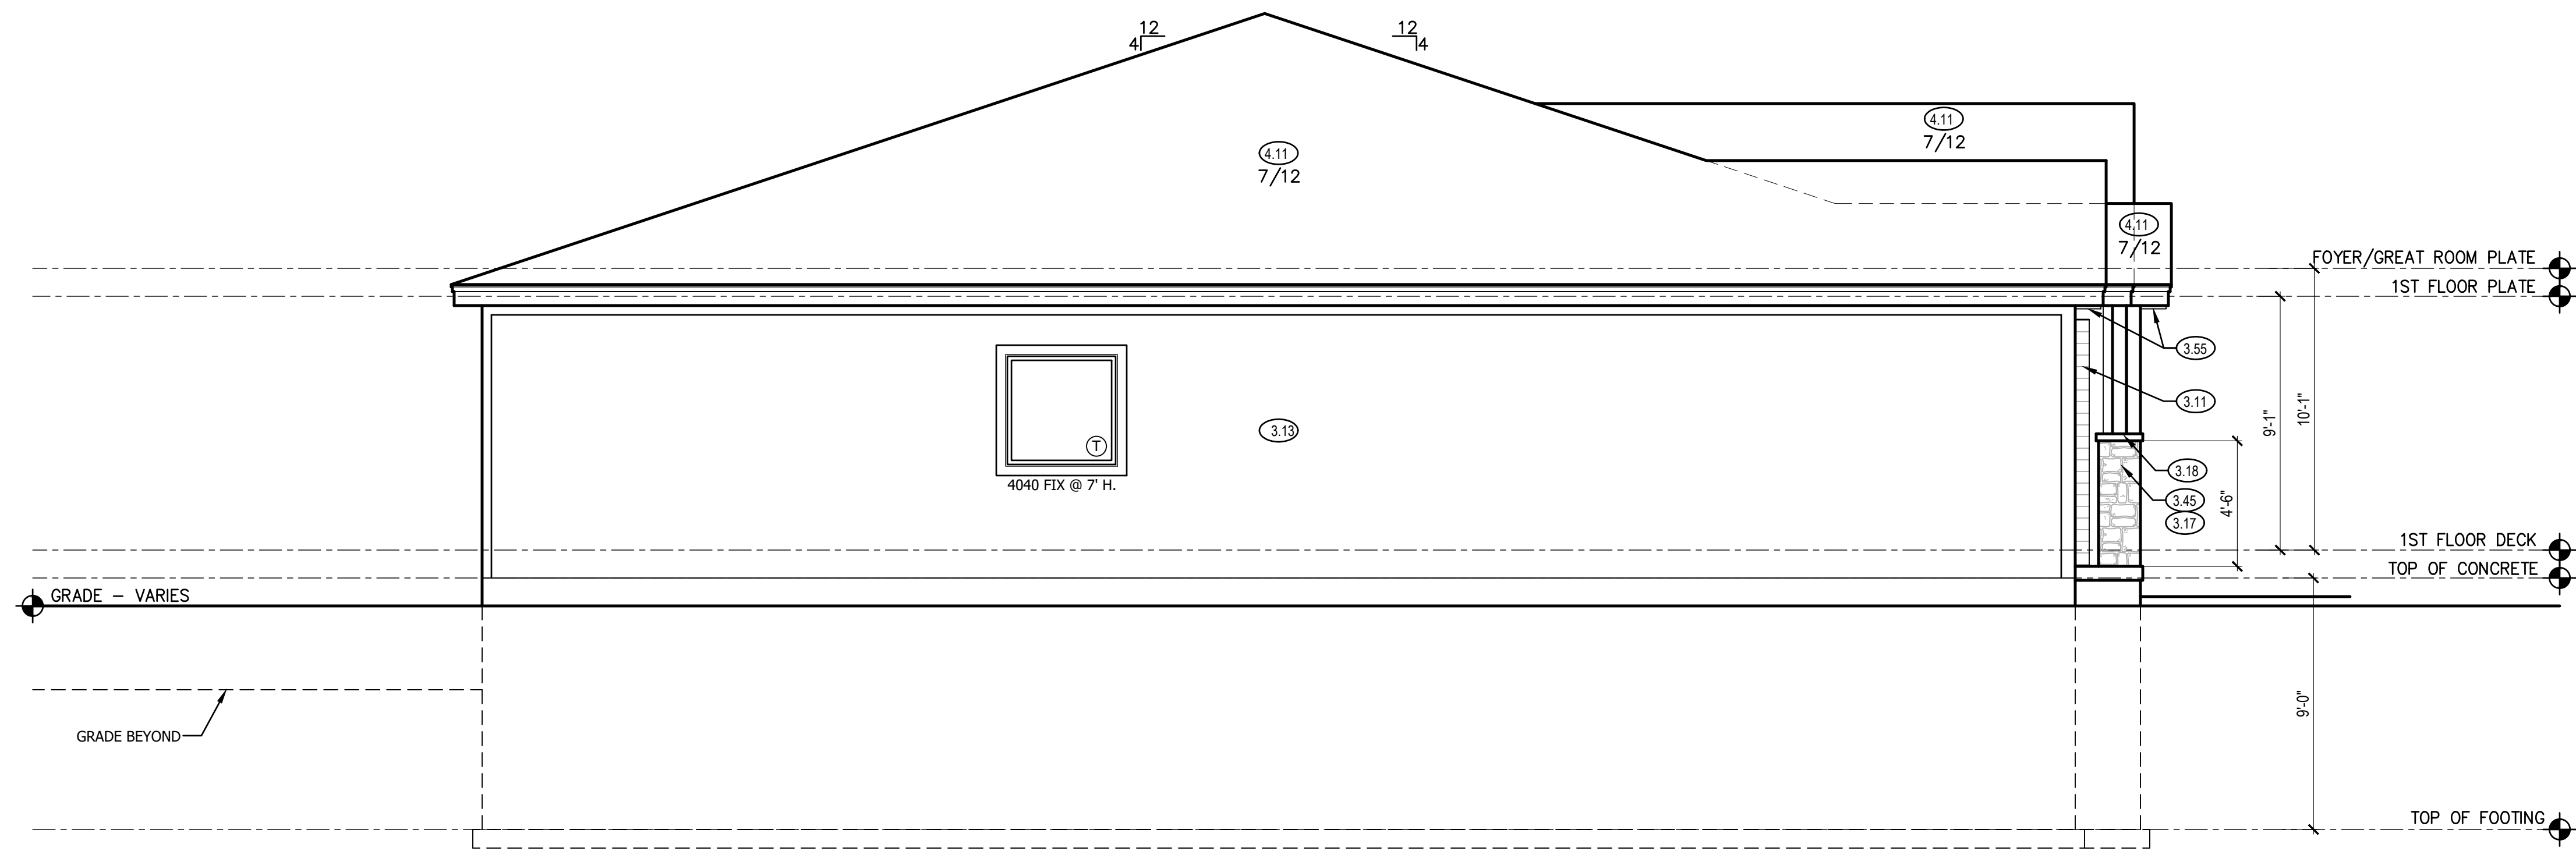 12
4
12
4
4.11
7/12
4.11
7/12
4.11
7/12
FOYER/GREAT ROOM PLATE
1ST FLOOR PLATE
3.55
3.11
3.13
T
4040 FIX @ 7' H.
3.18
3.45
3.17
4'-6"
9'-1"
10'-1"
1ST FLOOR DECK
TOP OF CONCRETE
GRADE - VARIES
GRADE BEYOND
9'-0"
TOP OF FOOTING